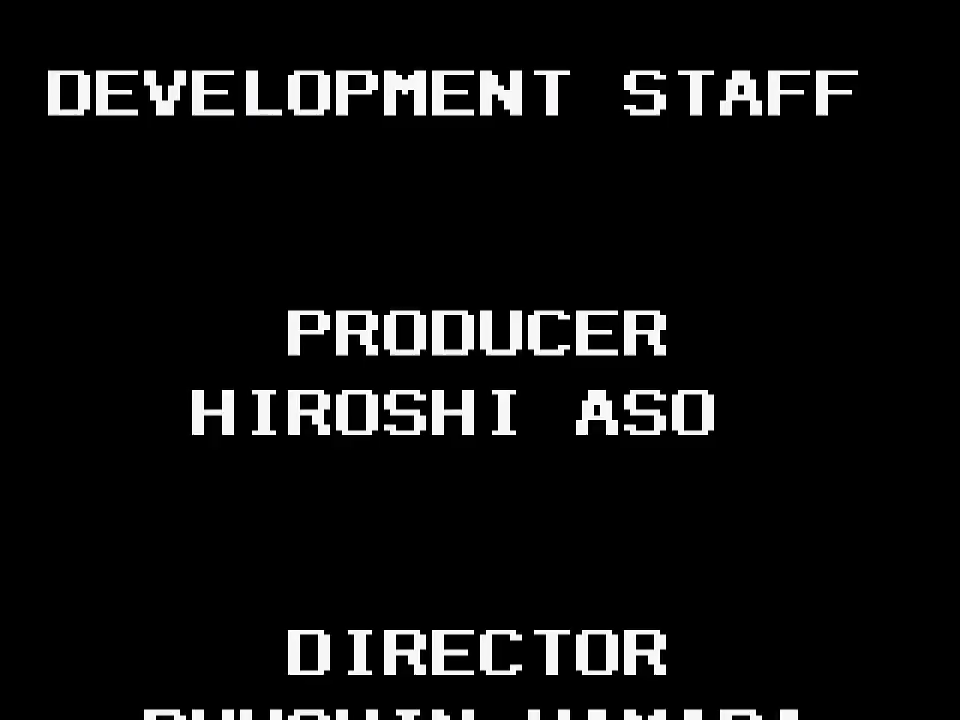 DEVELOPMENT STAFF
PRODUCER
HIROSHI ASO
DIRECTOR